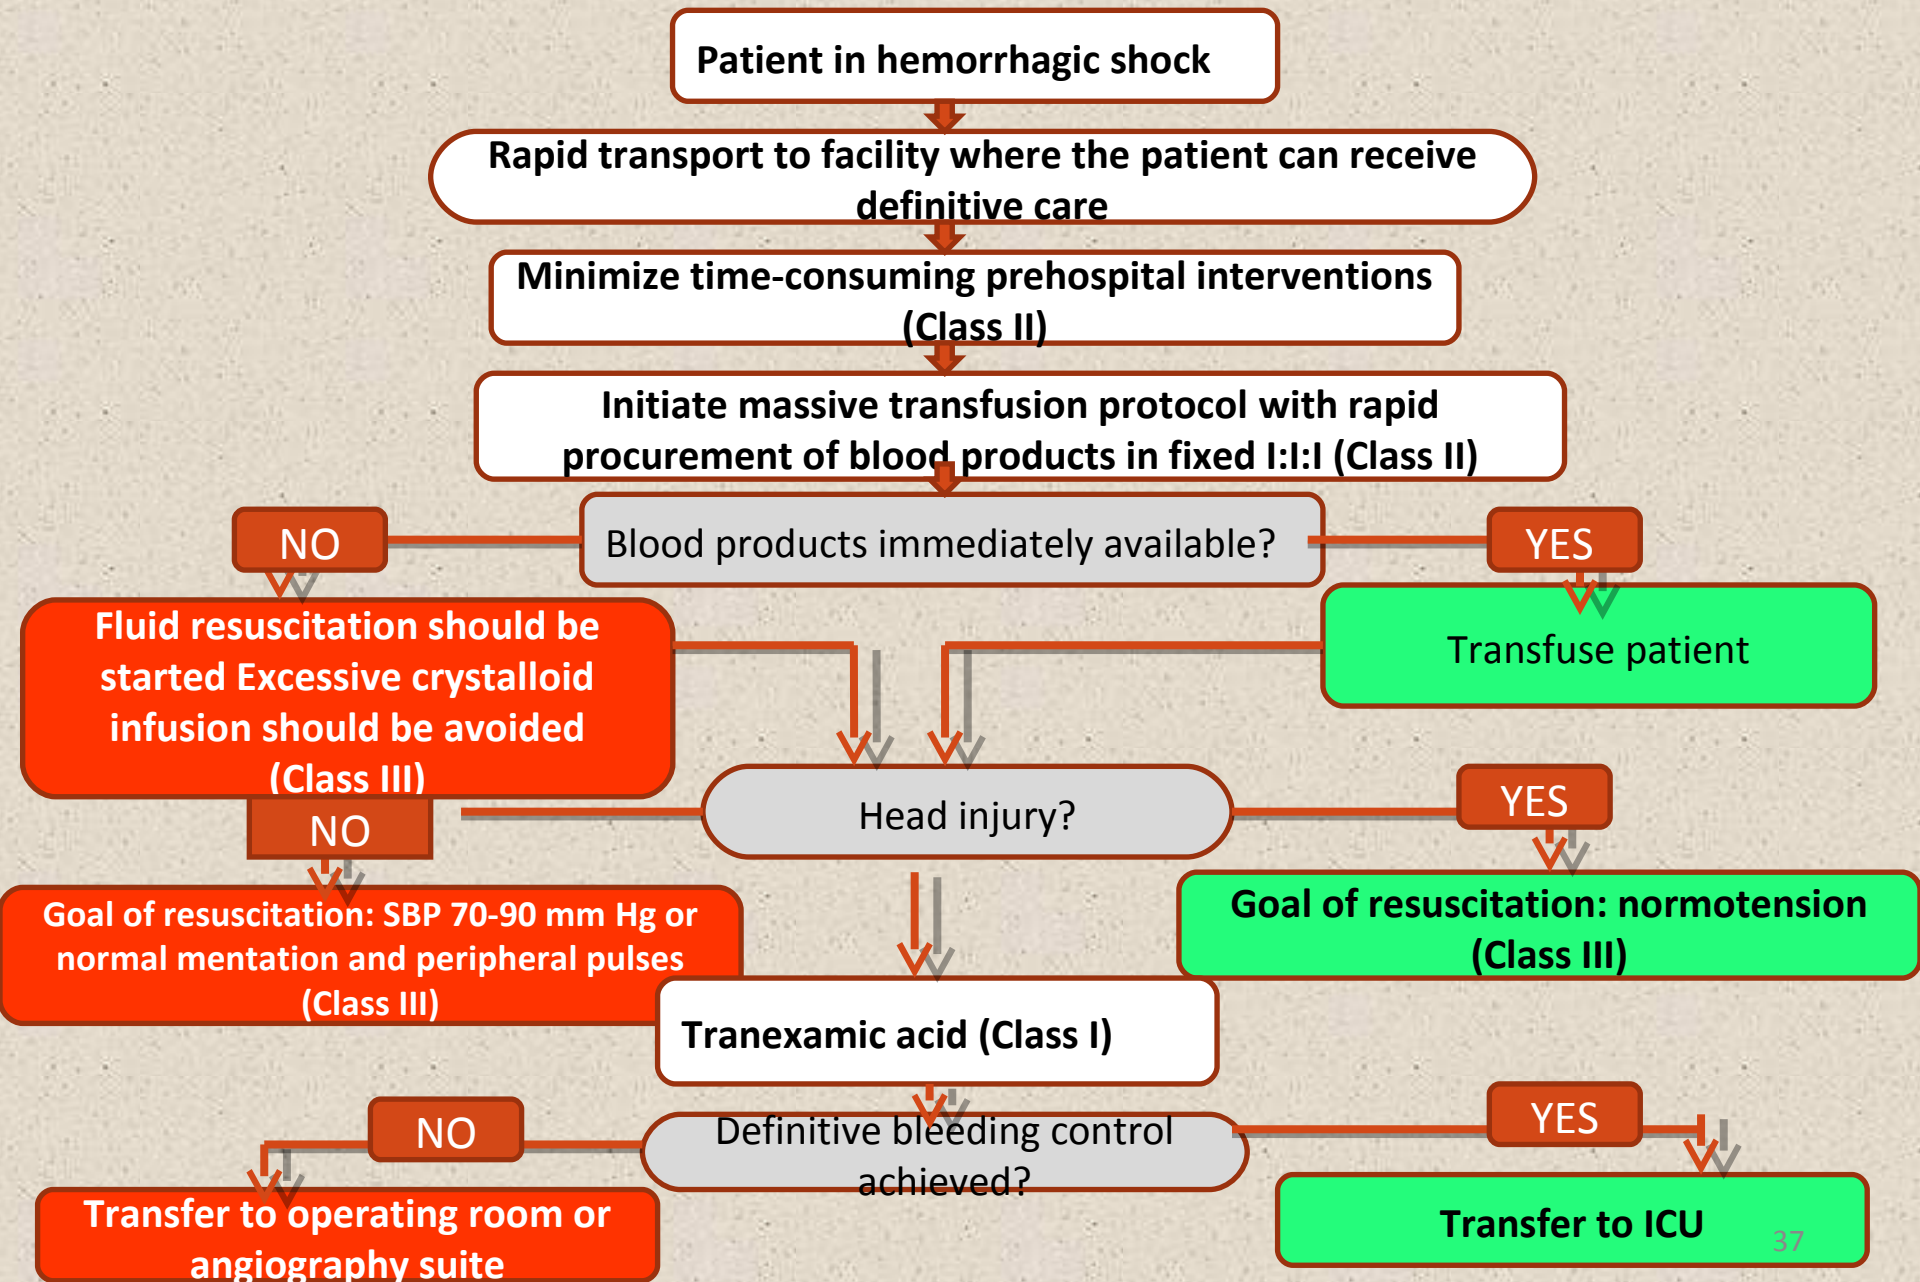 Patient in hemorrhagic shock
Rapid transport to facility where the patient can receive
definitive care
Minimize time-consuming prehospital interventions
(Class II)
Initiate massive transfusion protocol with rapid
procurement of blood products in fixed I:I:I (Class II)
NO
Blood products immediately available?
YES
Fluid resuscitation should be
started Excessive crystalloid
infusion should be avoided
(Class III)
Transfuse patient
NO
Head injury?
YES
Goal of resuscitation: SBP 70-90 mm Hg or
normal mentation and peripheral pulses
(Class III)
Goal of resuscitation: normotension
(Class III)
Tranexamic acid (Class I)
NO
Definitive bleeding control
achieved?
YES
Transfer to operating room or
angiography suite
Transfer to ICU
37